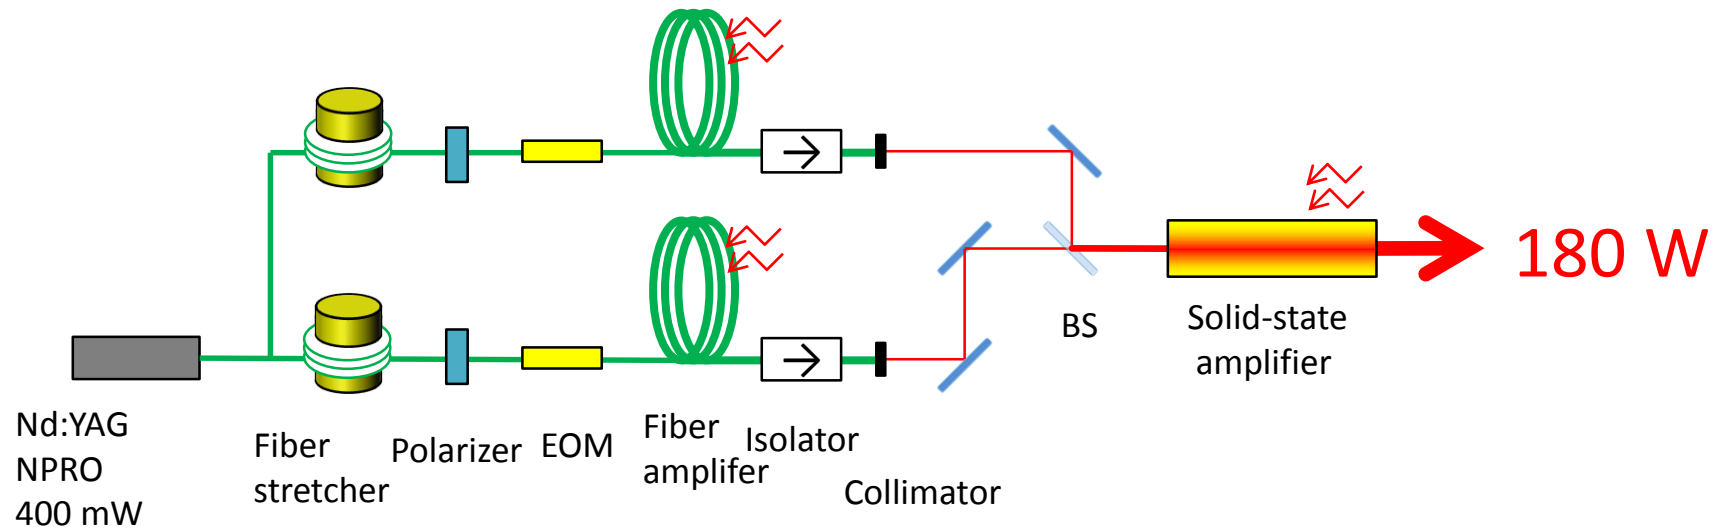 180 W
BS
Solid-state
amplifier
Nd:YAG
NPRO
400 mW
Fiber
stretcher
Polarizer
EOM
Fiber
amplifer
Isolator
Collimator